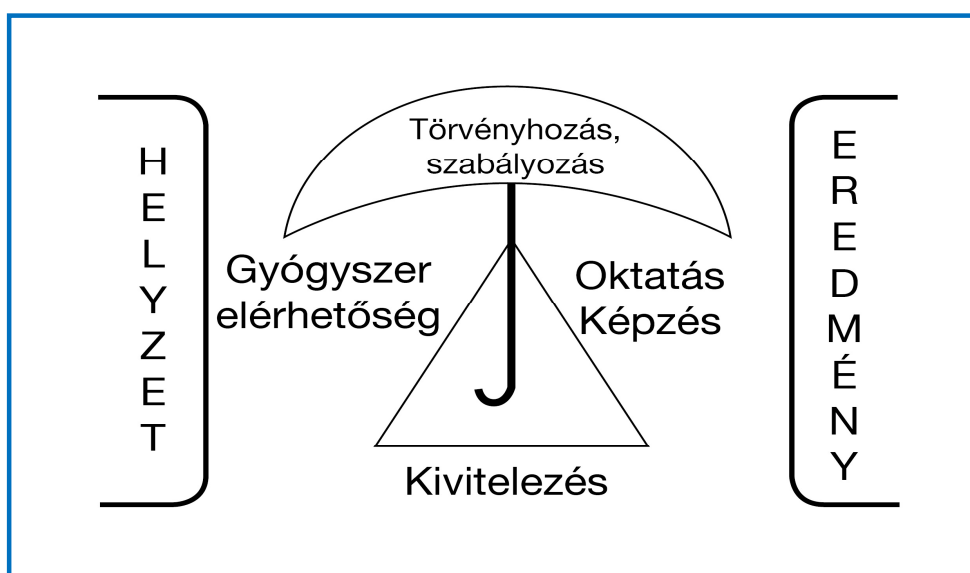 HELYZET
Törvényhozás,
szabályozás
Gyógyszer
elérhetőség
Oktatás
Képzés
Kivitelezés
EREDMÉNY